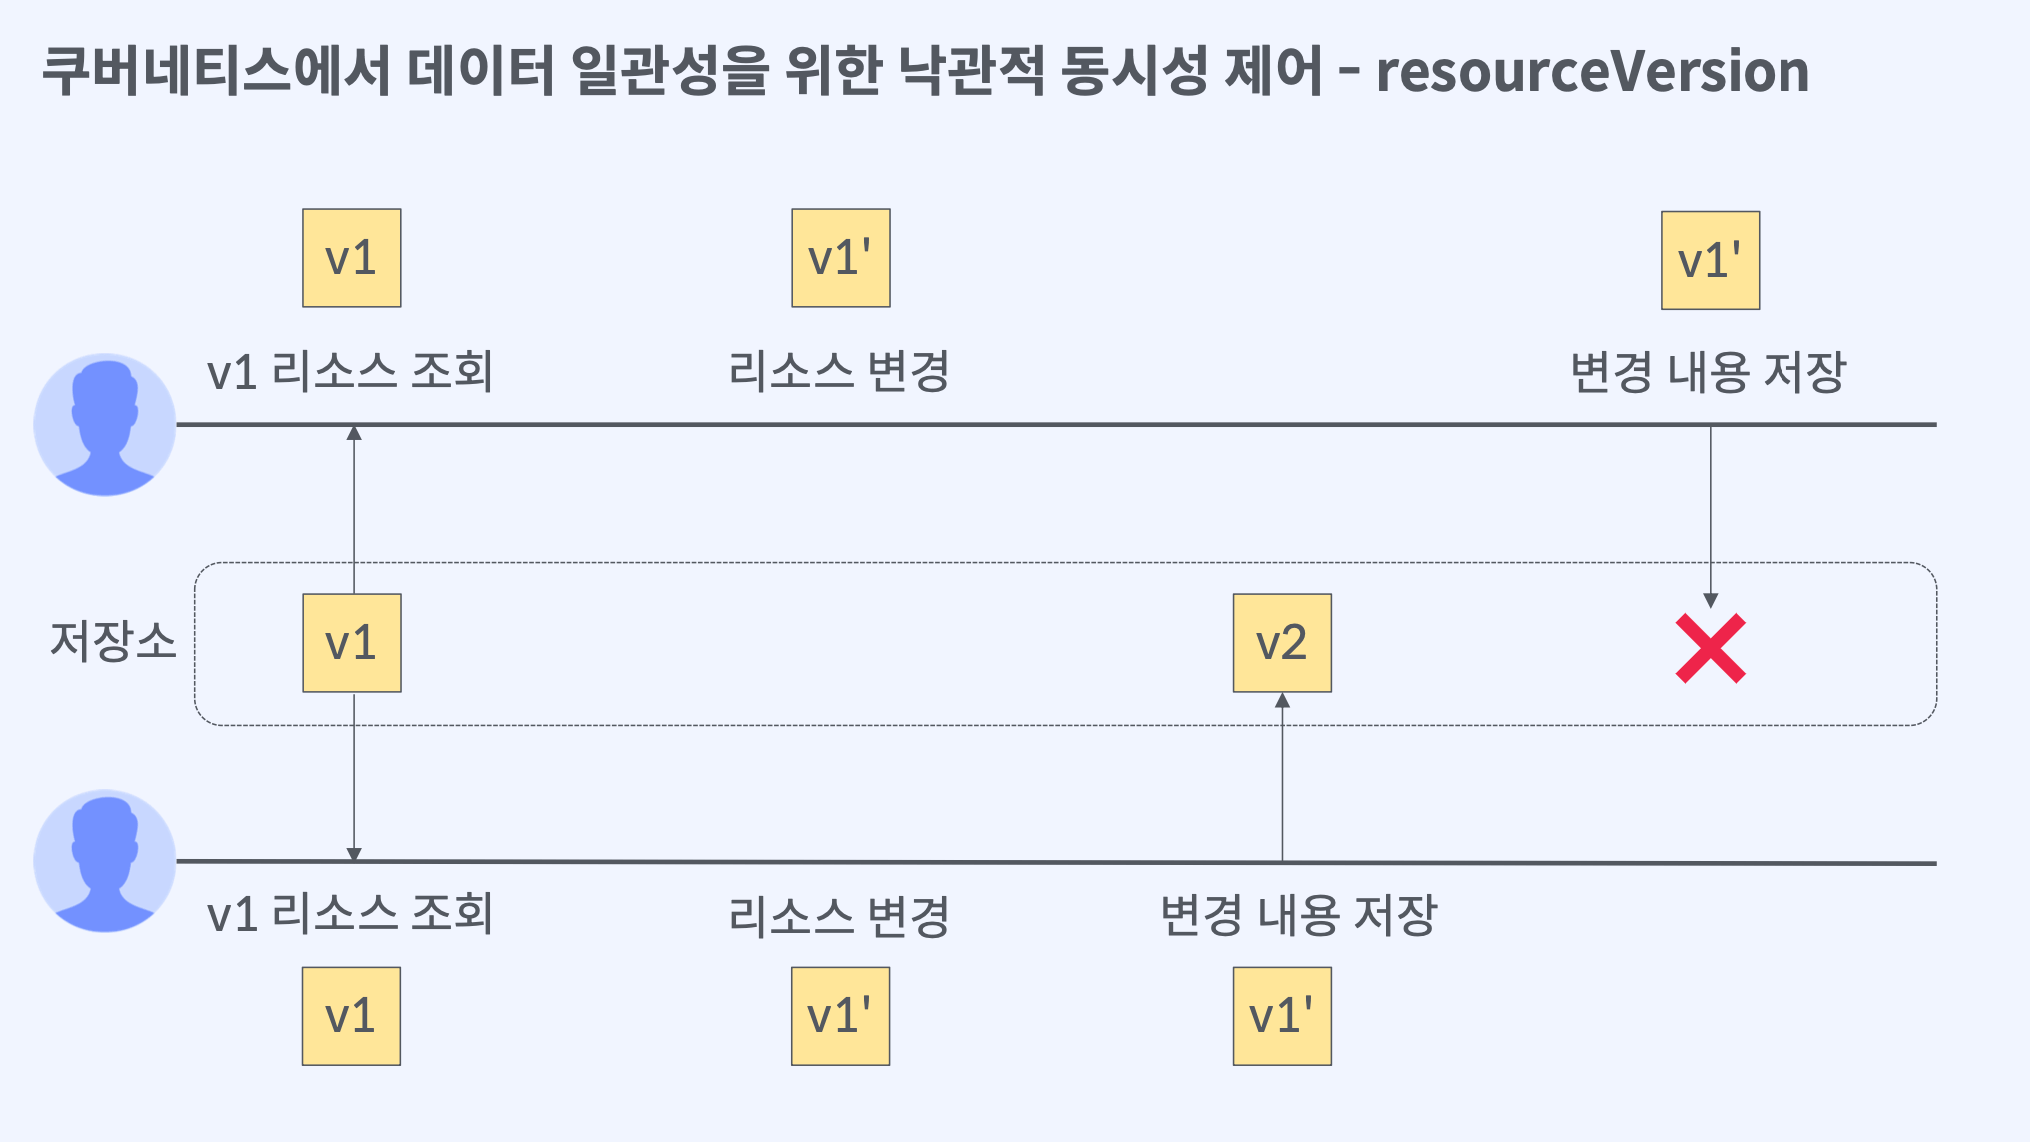 쿠버네티스에서 데이터 일관성을 위한 낙관적 동시성 제어 - resourceVersion
v1
v1'
v1'
v1 리소스 조회
리소스 변경
변경 내용 저장
저장소
v1
v2
v1 리소스 조회
리소스 변경
변경 내용 저장
v1
v1'
v1'